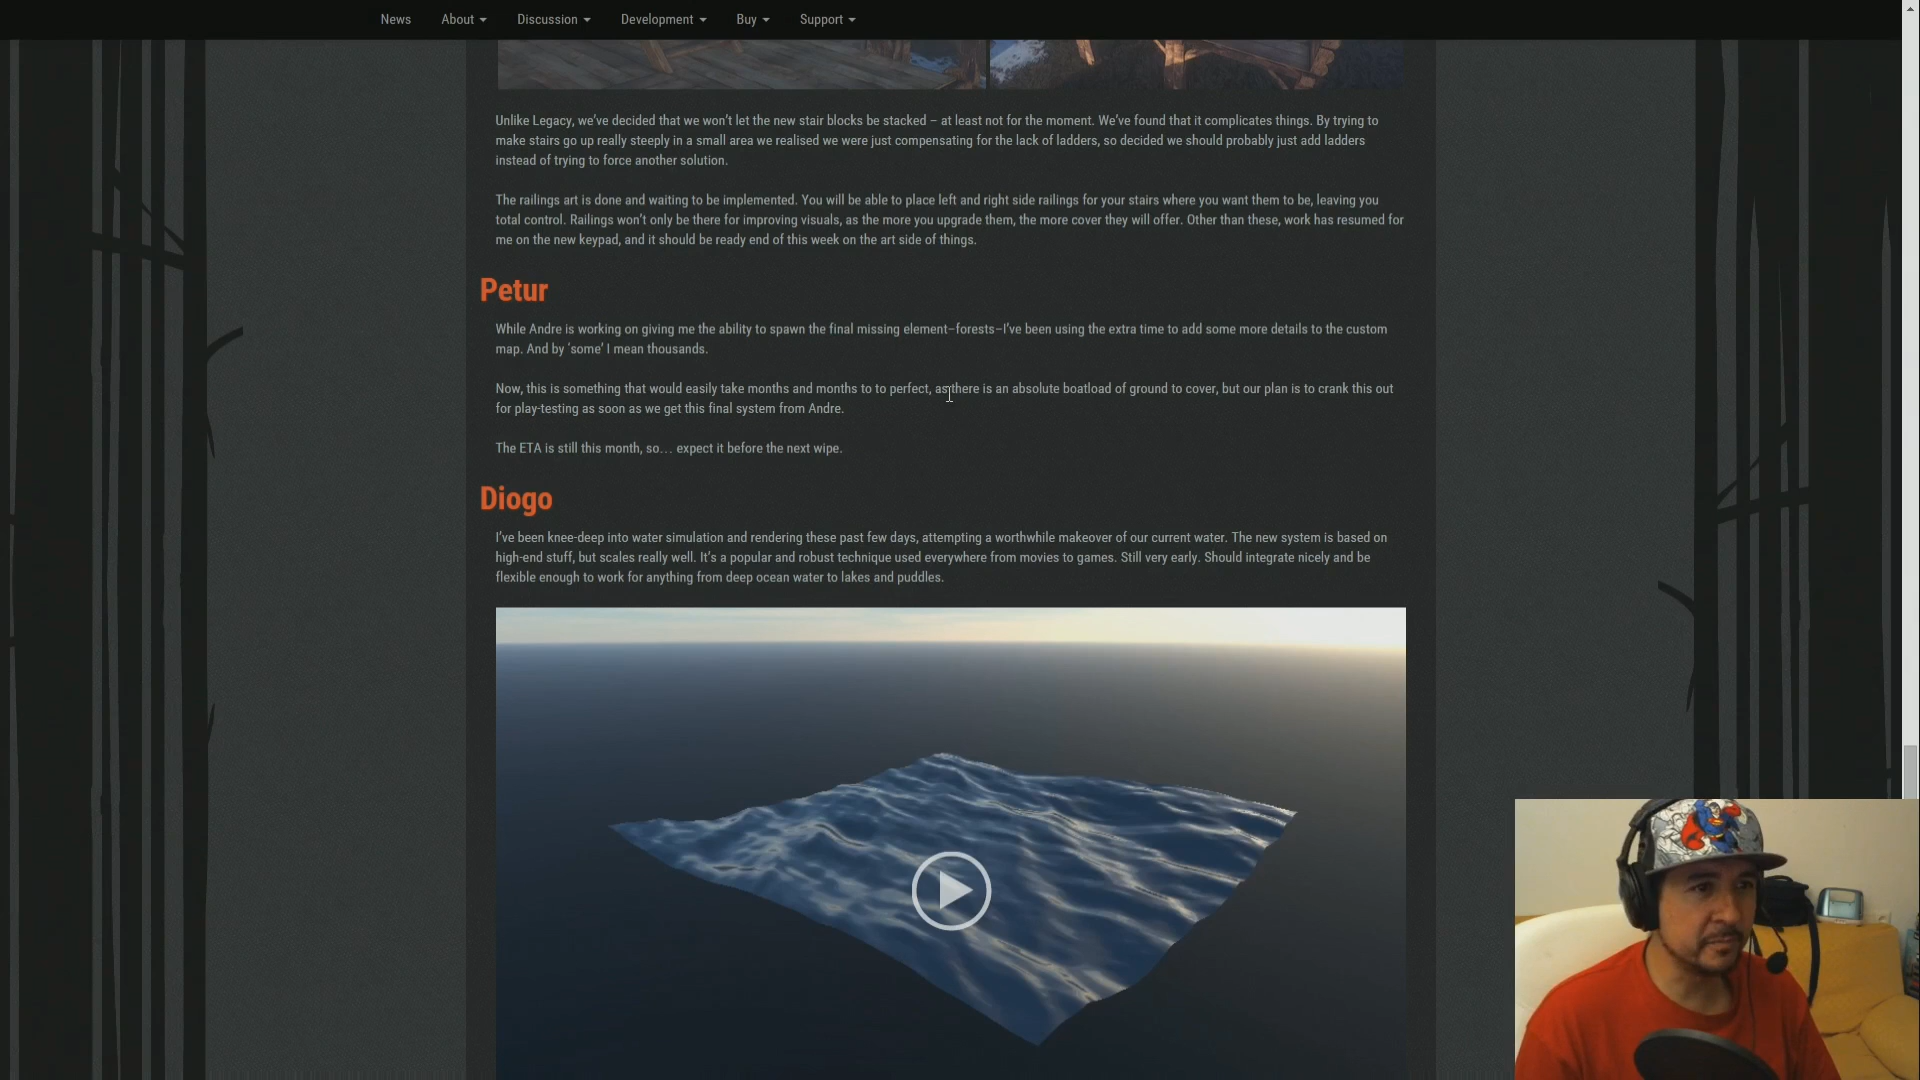 News About Discussion Development Buy Support
Unlike Legacy, we've decided that we won't let the new stair blocks be stacked – at least not for the moment. We've found that it complicates things. By trying to
make stairs go up really steeply in a small area we realised we were just compensating for the lack of ladders, so decided we should probably just add ladders
instead of trying to force another solution.
The railings art is done and waiting to be implemented. You will be able to place left and right side railings for your stairs where you want them to be, leaving you
total control. Railings won't only be there for improving visuals, as the more you upgrade them, the more cover they will offer. Other than these, work has resumed for
me on the new keypad, and it should be ready end of this week on the art side of things.
Petur
While Andre is working on giving me the ability to spawn the final missing element–forests–I've been using the extra time to add some more details to the custom
map. And by 'some' I mean thousands.
Now, this is something that would easily take months and months to to perfect, as there is an absolute boatload of ground to cover, but our plan is to crank this out
for play-testing as soon as we get this final system from Andre.
The ETA is still this month, so… expect it before the next wipe.
Diogo
I've been knee-deep into water simulation and rendering these past few days, attempting a worthwhile makeover of our current water. The new system is based on
high-end stuff, but scales really well. It's a popular and robust technique used everywhere from movies to games. Still very early. Should integrate nicely and be
flexible enough to work for anything from deep ocean water to lakes and puddles.